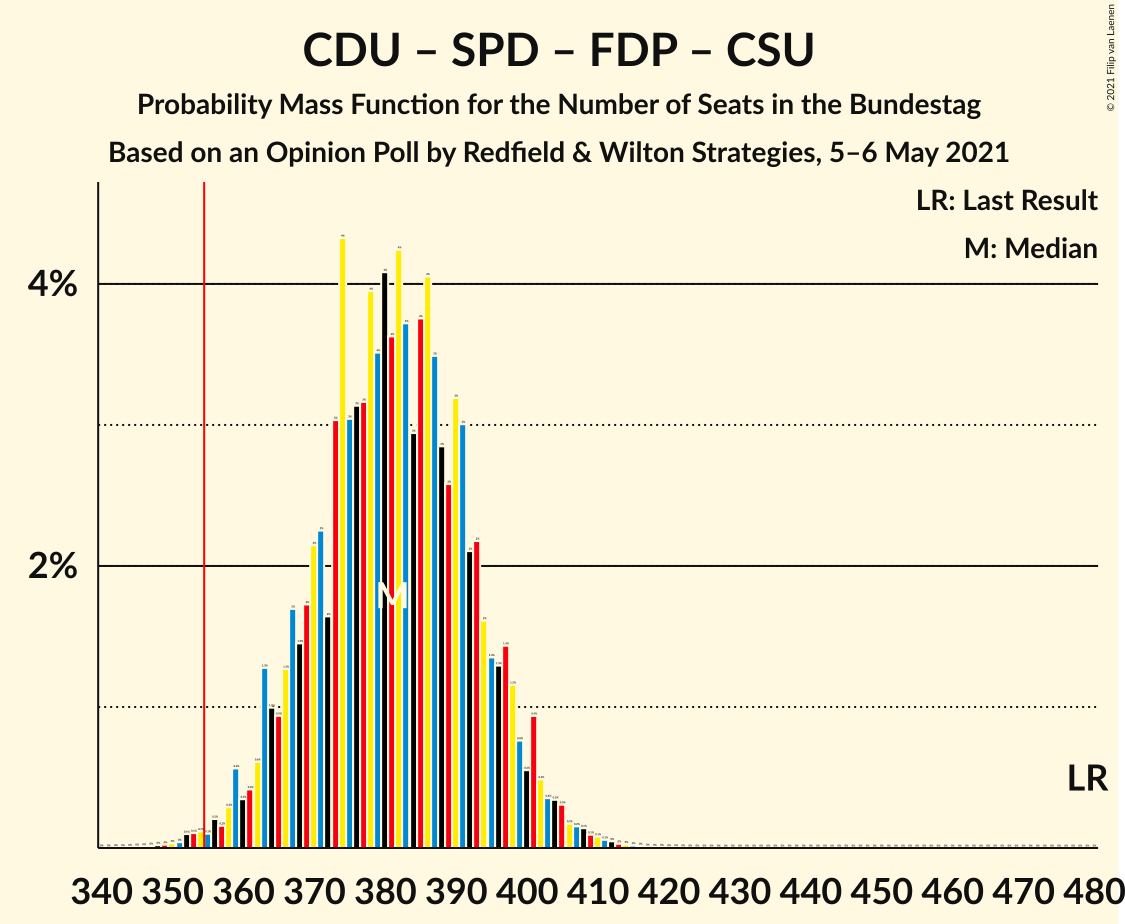 CDU – SPD – FDP – CSU
Probability Mass Function for the Number of Seats in the Bundestag
Based on an Opinion Poll by Redfield & Wilton Strategies, 5–6 May 2021
© 2021 Filip van Laenen
LR: Last Result
M: Median
4%
2%
M
LR
340 350 360 370 380 390 400 410 420 430 440 450 460 470 480